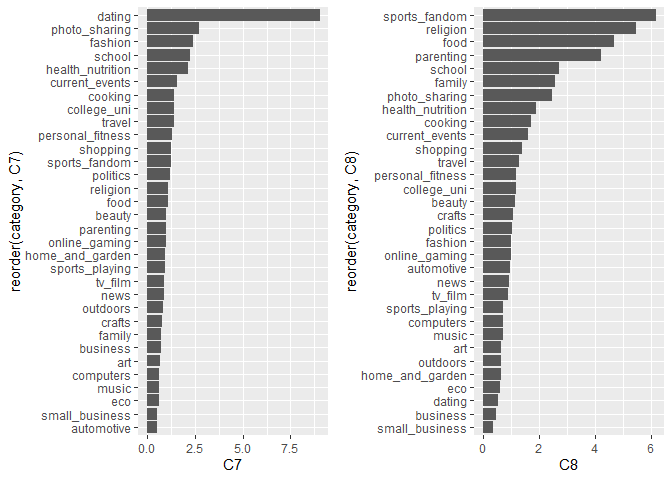 dating
photo_sharing
fashion
school
health_nutrition
current_events
cooking
college_uni
travel
personal_fitness
shopping
sports_fandom
politics
religion
food
beauty
parenting
online_gaming
home_and_garden
sports_playing
tv_film
news
outdoors
crafts
family
business
art
computers
music
eco
small_business
automotive
reorder(category, C7)
0.0 2.5 5.0 7.5
C7
sports_fandom
religion
food
parenting
school
family
photo_sharing
health_nutrition
cooking
current_events
shopping
travel
personal_fitness
college_uni
beauty
crafts
politics
fashion
online_gaming
automotive
news
tv_film
sports_playing
computers
music
art
outdoors
home_and_garden
eco
dating
business
small_business
reorder(category, C8)
0 2 4 6
C8